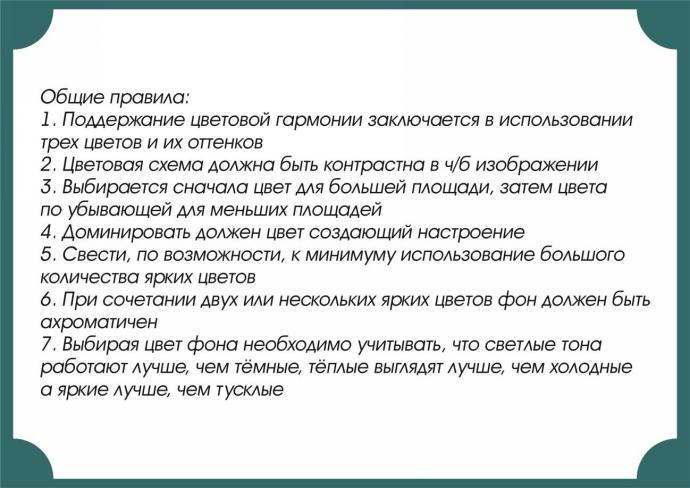 Общие правила:
1. Поддержание цветовой гармонии заключается в использовании
трех цветов и их оттенков
2. Цветовая схема должна быть контрастна в ч/б изображении
3. Выбирается сначала цвет для большей площади, затем цвета
по убывающей для меньших площадей
4. Доминировать должен цвет создающий настроение
5. Свести, по возможности, к минимуму использование большого
количества ярких цветов
6. При сочетании двух или нескольких ярких цветов фон должен быть
ахроматичен
7. Выбирая цвет фона необходимо учитывать, что светлые тона
работают лучше, чем тёмные, тёплые выглядят лучше, чем холодные
а яркие лучше, чем тусклые